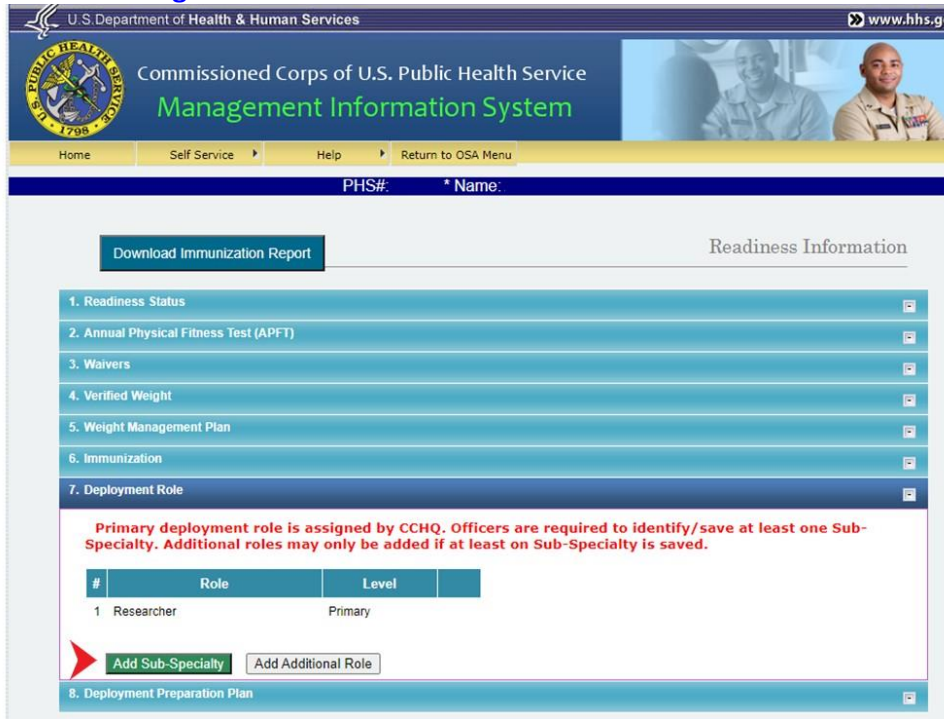 U.S.Department of Health & Human Services
www.hhs.g
PUBLIC HEALTH SERVICE
1798
Commissioned Corps of U.S. Public Health Service
Management Information System
Home Self Service Help Return to OSA Menu
PHS#: * Name:
Download Immunization Report
Readiness Information
1. Readiness Status
2. Annual Physical Fitness Test (APFT)
3. Waivers
4. Verified Weight
5. Weight Management Plan
6. Immunization
7. Deployment Role
Primary deployment role is assigned by CCHQ. Officers are required to identify/save at least one Sub-
Specialty. Additional roles may only be added if at least on Sub-Specialty is saved.
# Role Level
1 Researcher Primary
Add Sub-Specialty Add Additional Role
8. Deployment Preparation Plan